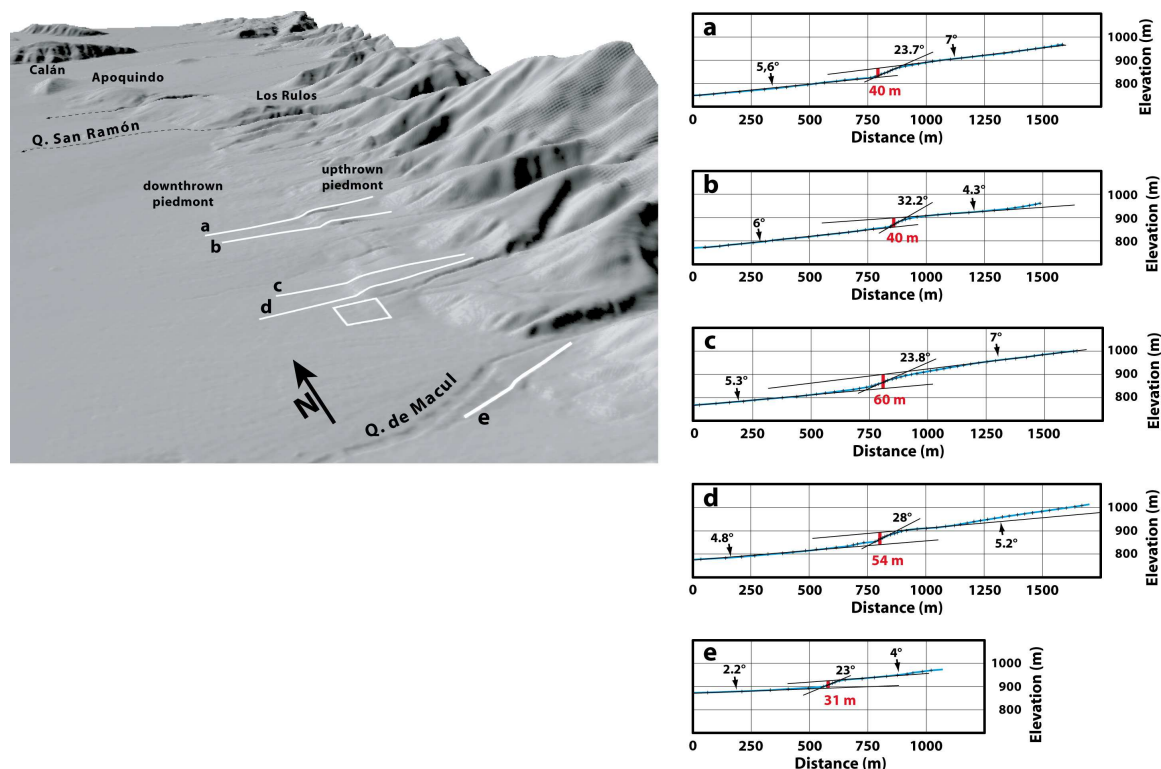 Calán
Apoquindo
Los Rulos
Q. San Ramón
upthrown
piedmont
downthrown
piedmont
a
b
c
d
N
Q. de Macul
e
a
5,6°
23.7°
7°
40 m
1000
900
800
Elevation (m)
0 250 500 750 1000 1250 1500
Distance (m)
b
6°
32.2°
4.3°
40 m
1000
900
800
Elevation (m)
0 250 500 750 1000 1250 1500
Distance (m)
c
5.3°
23.8°
7°
60 m
1000
900
800
Elevation (m)
0 250 500 750 1000 1250 1500
Distance (m)
d
4.8°
28°
5.2°
54 m
1000
900
800
Elevation (m)
0 250 500 750 1000 1250 1500
Distance (m)
e
2.2°
23°
4°
31 m
1000
900
800
Elevation (m)
0 250 500 750 1000
Distance (m)